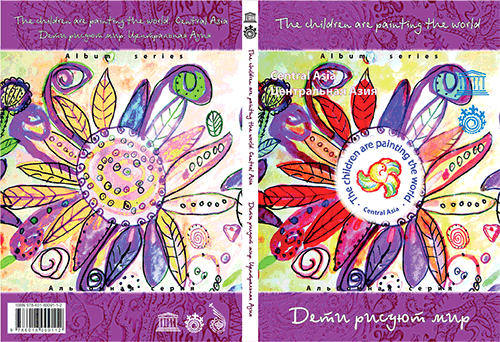 The children are painting the world. Central Asia
Дети рисуют мир. Центральная Азия
Album series
Альбомная серия
The children are painting the world. Central Asia
Дети рисуют мир. Центральная Азия
The children are painting the world
Album series
Central Asia
Центральная Азия
The children are painting the world
Central Asia
Дети рисуют мир